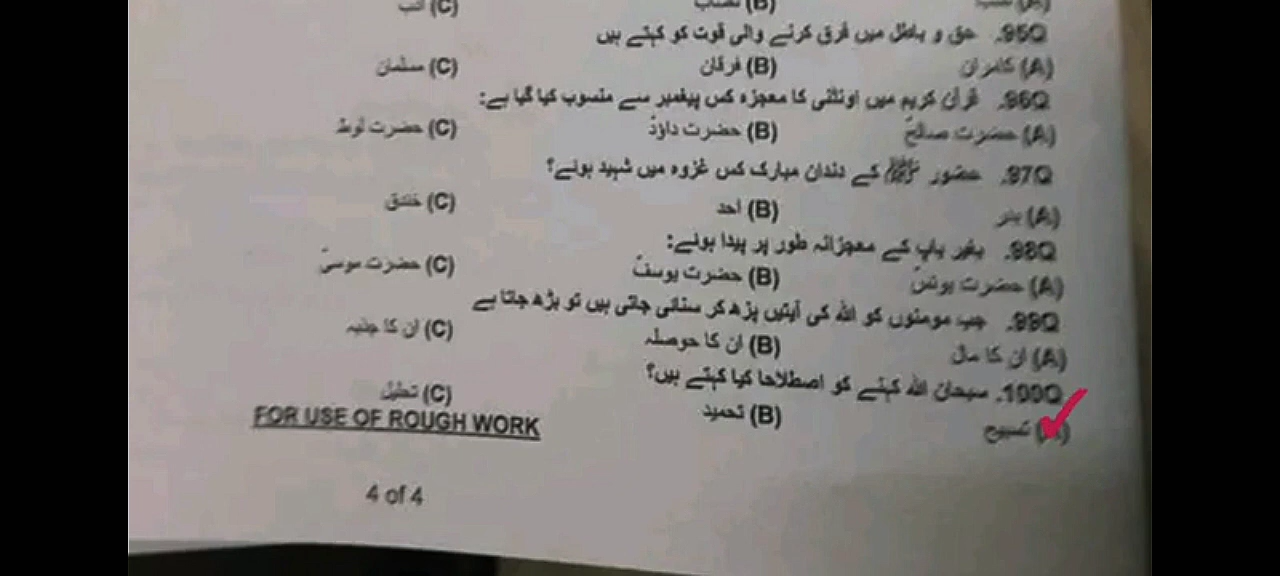 (B) نصاب (C)
95Q. حق و باطل میں فرق کرنے والی قوت کو کہتے ہیں
(A) کامران (B) فرقان (C) مسلمان
96Q. قرآن کریم میں اونٹنی کا معجزہ کس پیغمبر سے منسوب کیا گیا ہے:
(A) حضرت صالحؑ (B) حضرت داؤدؑ (C) حضرت لوط
97Q. حضور ﷺ کے دندان مبارک کس غزوہ میں شہید ہوئے؟
(A) بدر (B) احد (C) خندق
98Q. بغیر باپ کے معجزانہ طور پر پیدا ہوئے:
(A) حضرت یونسؑ (B) حضرت یوسفؑ (C) حضرت موسیٰؑ
99Q. جب مومنوں کو اللہ کی آیتیں پڑھ کر سنائی جاتی ہیں تو بڑھ جاتا ہے
(A) ان کا مال (B) ان کا حوصلہ (C) ان کا جذبہ
100Q. سبحان اللہ کہنے کو اصطلاحا کیا کہتے ہیں؟
(A) تسبیح (B) تحمید (C) تحلیل
FOR USE OF ROUGH WORK
4 of 4